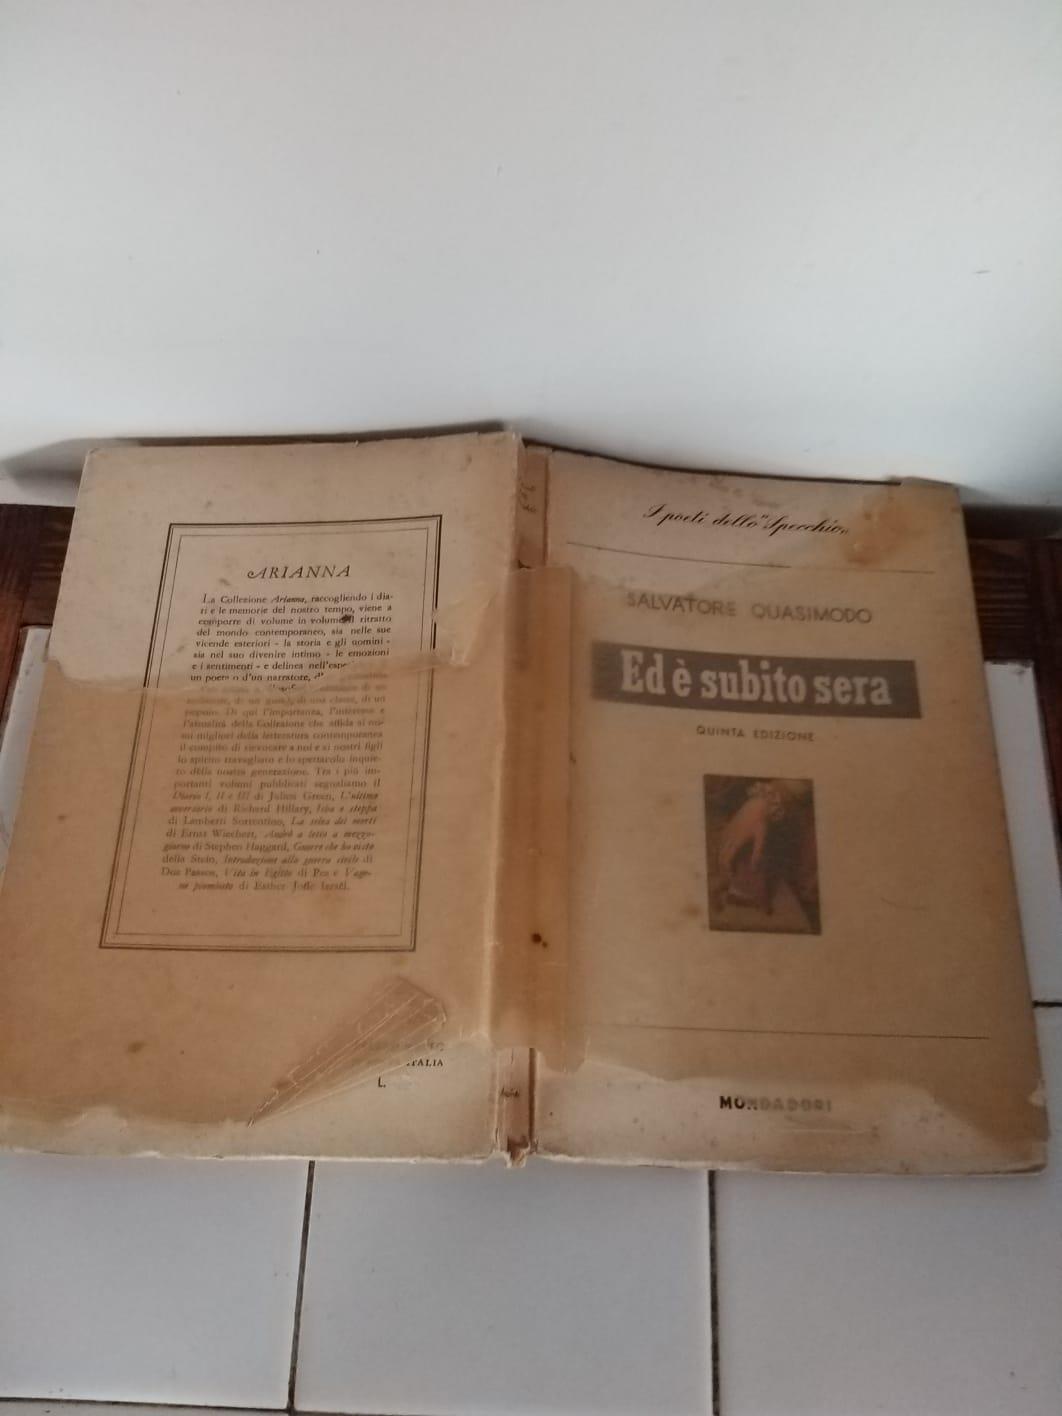 ARIANNA
La Collezione Arianna, raccogliendo i dia-
ri e le memorie del nostro tempo, viene a
comporre di volume in volume il ritratto
del mondo contemporaneo, sia nelle sue
vicende esteriori - la storia e gli uomini -
sia nel suo divenire intimo - le emozioni
e i sentimenti - e delinea nell'espe
un poeta o d'un narratore, d'
di un
di una classe, di un
popolo. Di qui l'importanza, l'interesse e
l'attualità della Collezione che affida ai no-
mi migliori della letteratura contemporanea
il compito di rievocare a noi e ai nostri figli
lo spirito travagliato e lo spettacolo inquie-
to della nostra generazione. Tra i più im-
portanti volumi pubblicati segnaliamo il
Diario I, II e III di Julien Green, L'ultimo
avversario di Richard Hillary, Isba e steppa
di Lamberti Sorrentino, La selva dei morti
di Ernst Wiechert, Andrò a letto a mezzo-
giorno di Stephen Haggard, Guerre che ho visto
della Stein, Introduzione alla guerra civile di
Dos Passos, Vita in Egitto di Pea e Vago-
ne piombato di Esther Joffe Israel.
ITALIA
L.
I poeti dello "Specchio"
SALVATORE QUASIMODO
Ed è subito sera
QUINTA EDIZIONE
MONDADORI